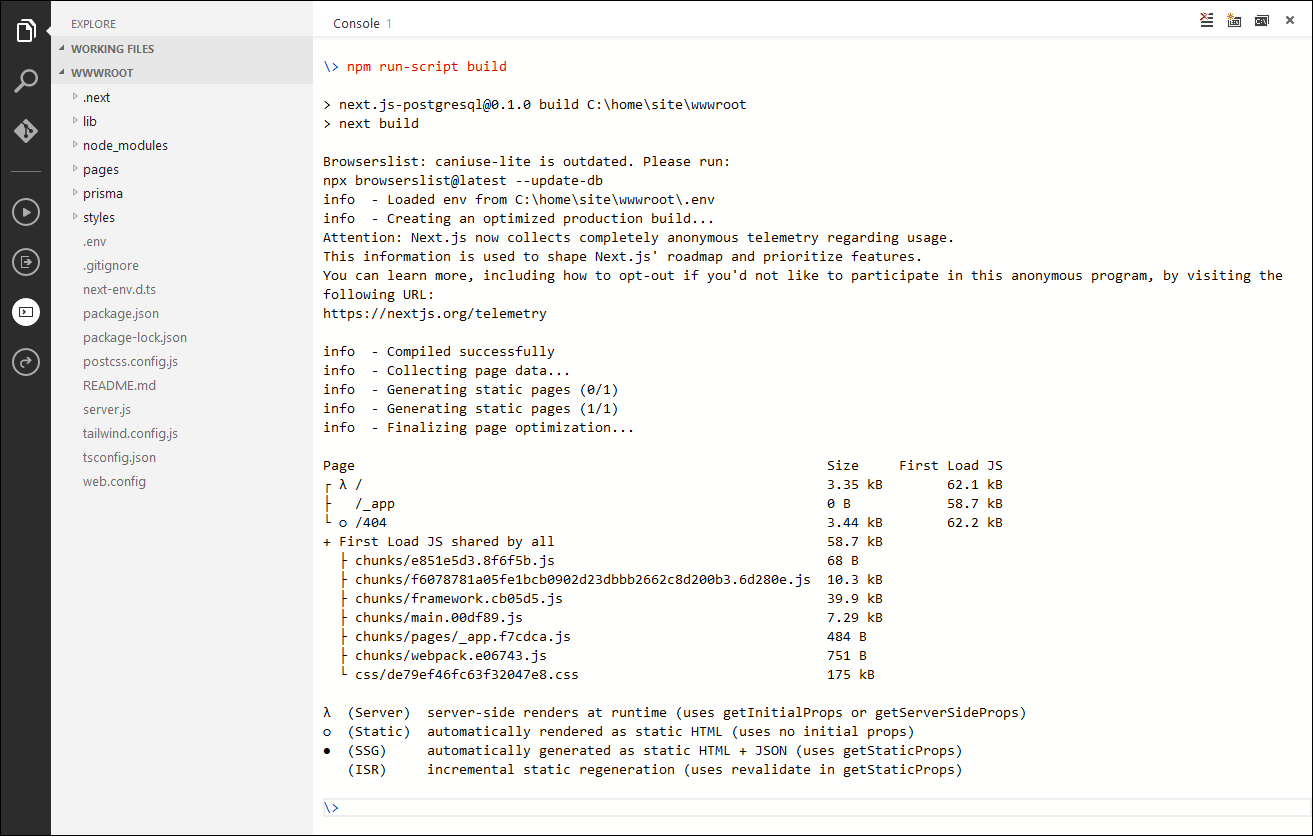 EXPLORE
WORKING FILES
WWWROOT
.next
lib
node_modules
pages
prisma
styles
.env
.gitignore
next-env.d.ts
package.json
package-lock.json
postcss.config.js
README.md
server.js
tailwind.config.js
tsconfig.json
web.config
Console 1
\> npm run-script build
> next.js-postgresql@0.1.0 build C:\home\site\wwwroot
> next build
Browserslist: caniuse-lite is outdated. Please run:
npx browserslist@latest --update-db
info  - Loaded env from C:\home\site\wwwroot\.env
info  - Creating an optimized production build...
Attention: Next.js now collects completely anonymous telemetry regarding usage.
This information is used to shape Next.js' roadmap and prioritize features.
You can learn more, including how to opt-out if you'd not like to participate in this anonymous program, by visiting the
following URL:
https://nextjs.org/telemetry
info  - Compiled successfully
info  - Collecting page data...
info  - Generating static pages (0/1)
info  - Generating static pages (1/1)
info  - Finalizing page optimization...
Page Size First Load JS
┌ λ / 3.35 kB 62.1 kB
├   /_app 0 B 58.7 kB
└ ○ /404 3.44 kB 62.2 kB
+ First Load JS shared by all 58.7 kB
├ chunks/e851e5d3.8f6f5b.js 68 B
├ chunks/f6078781a05fe1bcb0902d23dbbb2662c8d200b3.6d280e.js 10.3 kB
├ chunks/framework.cb05d5.js 39.9 kB
├ chunks/main.00df89.js 7.29 kB
├ chunks/pages/_app.f7cdca.js 484 B
├ chunks/webpack.e06743.js 751 B
└ css/de79ef46fc63f32047e8.css 175 kB
λ  (Server)  server-side renders at runtime (uses getInitialProps or getServerSideProps)
○  (Static)  automatically rendered as static HTML (uses no initial props)
●  (SSG)     automatically generated as static HTML + JSON (uses getStaticProps)
(ISR)     incremental static regeneration (uses revalidate in getStaticProps)
\>